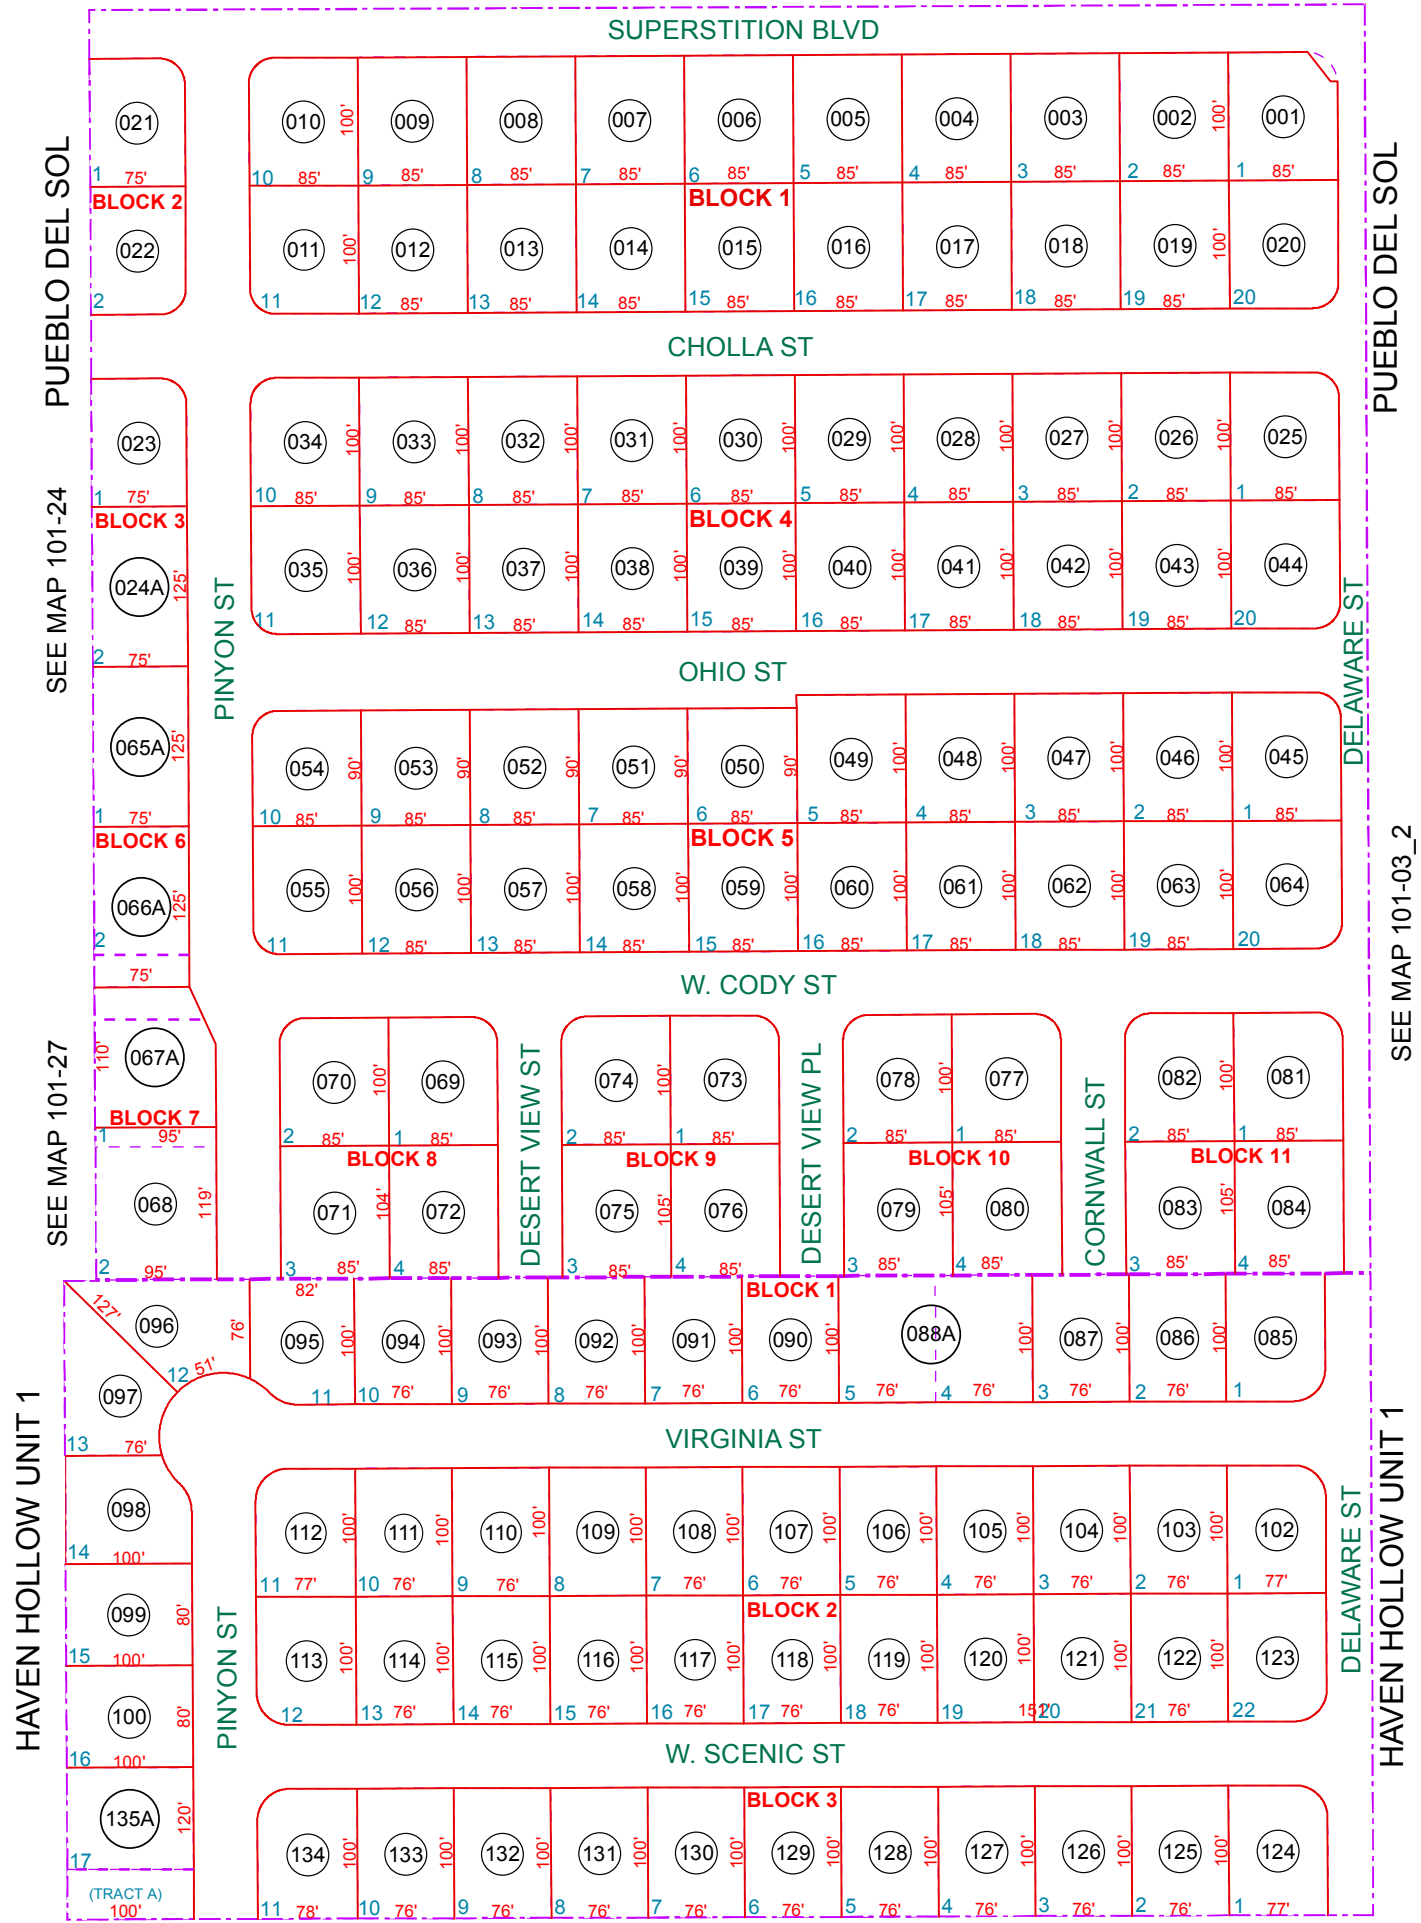 SUPERSTITION BLVD
PUEBLO DEL SOL
PUEBLO DEL SOL
021
010 100' 009 008 007 006 005 004 003 002 100' 001
1 75'
10 85' 9 85' 8 85' 7 85' 6 85' 5 85' 4 85' 3 85' 2 85' 1 85'
BLOCK 2
BLOCK 1
022
011 100' 012 013 014 015 016 017 018 019 100' 020
2
11 12 85' 13 85' 14 85' 15 85' 16 85' 17 85' 18 85' 19 85' 20
CHOLLA ST
023
034 100' 033 100' 032 100' 031 100' 030 100' 029 100' 028 100' 027 100' 026 100' 025
1 75'
10 85' 9 85' 8 85' 7 85' 6 85' 5 85' 4 85' 3 85' 2 85' 1 85'
BLOCK 3
BLOCK 4
SEE MAP 101-24
024A 125'
035 100' 036 100' 037 100' 038 100' 039 100' 040 100' 041 100' 042 100' 043 100' 044
11 12 85' 13 85' 14 85' 15 85' 16 85' 17 85' 18 85' 19 85' 20
2 75'
PINYON ST
DELAWARE ST
OHIO ST
065A 125'
054 90' 053 90' 052 90' 051 90' 050 90' 049 100' 048 100' 047 100' 046 100' 045
1 75'
10 85' 9 85' 8 85' 7 85' 6 85' 5 85' 4 85' 3 85' 2 85' 1 85'
BLOCK 6
BLOCK 5
066A 125'
055 100' 056 100' 057 100' 058 100' 059 100' 060 100' 061 100' 062 100' 063 100' 064
2
11 12 85' 13 85' 14 85' 15 85' 16 85' 17 85' 18 85' 19 85' 20
75'
SEE MAP 101-03_2
W. CODY ST
SEE MAP 101-27
110' 067A
070 100' 069
074 100' 073
078 100' 077
082 100' 081
DESERT VIEW ST
DESERT VIEW PL
CORNWALL ST
BLOCK 7
1 95'
2 85' 1 85'
2 85' 1 85'
2 85' 1 85'
2 85' 1 85'
BLOCK 8
BLOCK 9
BLOCK 10
BLOCK 11
068 119'
071 104' 072
075 105' 076
079 105' 080
083 105' 084
2 95'
3 85' 4 85'
3 85' 4 85'
3 85' 4 85'
3 85' 4 85'
82'
BLOCK 1
127' 096 76'
095 100' 094 100' 093 100' 092 100' 091 100' 090 100' 088A 100' 087 100' 086 100' 085
12 51'
11 10 76' 9 76' 8 76' 7 76' 6 76' 5 76' 4 76' 3 76' 2 76' 1
097
13 76'
HAVEN HOLLOW UNIT 1
HAVEN HOLLOW UNIT 1
VIRGINIA ST
098
112 100' 111 100' 110 100' 109 100' 108 100' 107 100' 106 100' 105 100' 104 100' 103 100' 102
14 100'
11 77' 10 76' 9 76' 8 7 76' 6 76' 5 76' 4 76' 3 76' 2 76' 1 77'
BLOCK 2
DELAWARE ST
099 80'
15 100'
PINYON ST
113 100' 114 100' 115 100' 116 100' 117 100' 118 100' 119 100' 120 100' 121 100' 122 100' 123
100 80'
12 13 76' 14 76' 15 76' 16 76' 17 76' 18 76' 19 151' 20 21 76' 22
16 100'
W. SCENIC ST
BLOCK 3
135A 120'
17
134 100' 133 100' 132 100' 131 100' 130 100' 129 100' 128 100' 127 100' 126 100' 125 100' 124
(TRACT A)
100'
11 78' 10 76' 9 76' 8 76' 7 76' 6 76' 5 76' 4 76' 3 76' 2 76' 1 77'